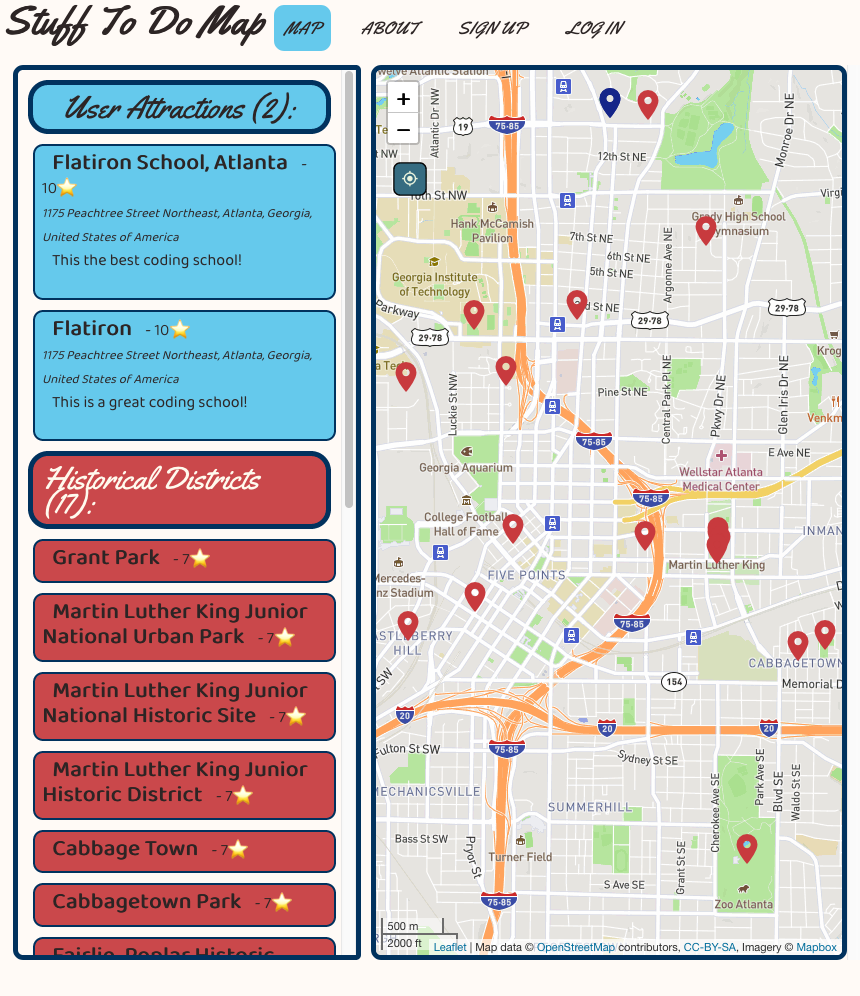 Stuff To Do Map
MAP
ABOUT
SIGN UP
LOG IN
User Attractions (2):
Flatiron School, Atlanta -
10⭐
1175 Peachtree Street Northeast, Atlanta, Georgia,
United States of America
This the best coding school!
Flatiron - 10⭐
1175 Peachtree Street Northeast, Atlanta, Georgia,
United States of America
This is a great coding school!
Historical Districts
(17):
Grant Park - 7⭐
Martin Luther King Junior
National Urban Park - 7⭐
Martin Luther King Junior
National Historic Site - 7⭐
Martin Luther King Junior
Historic District - 7⭐
Cabbage Town - 7⭐
Cabbagetown Park - 7⭐
Fairlie-Poplar Historic
+
−
Atlantic Station
75-85
19
Atlantic Dr NW
NW
12th St NE
Monroe Dr NE
10th St NW
Hank McCamish
Pavilion
Grady High School
Gymnasium
7th St NE
6th St NE
5th St NE
Argonne Ave NE
Georgia Institute
of Technology
Parkway
29-78
d St NE
29-78
29-78
Luckie St NW
Pine St NE
Central Park Pl NE
Pkwy Dr NE
Glen Iris Dr NE
75-85
E Ave NE
Georgia Aquarium
Wellstar Atlanta
Medical Center
75-85
College Football
Hall of Fame
INMAN
Martin Luther King
FIVE POINTS
Mercedes-
nz Stadium
75-85
ASTLEBERRY
HILL
CABBAGETOWN
SW
154
Memorial D
20
20
20
75-85
Fulton St SW
Sydney St SE
MECHANICSVILLE
SUMMERHILL
Cherokee Ave SE
Park Ave SE
Blvd SE
Waldo St SE
Bass St SW
Pryor St
Turner Field
Grant St SE
S Ave SE
75-85
Zoo Atlanta
500 m
2000 ft
Leaflet | Map data © OpenStreetMap contributors, CC-BY-SA, Imagery © Mapbox